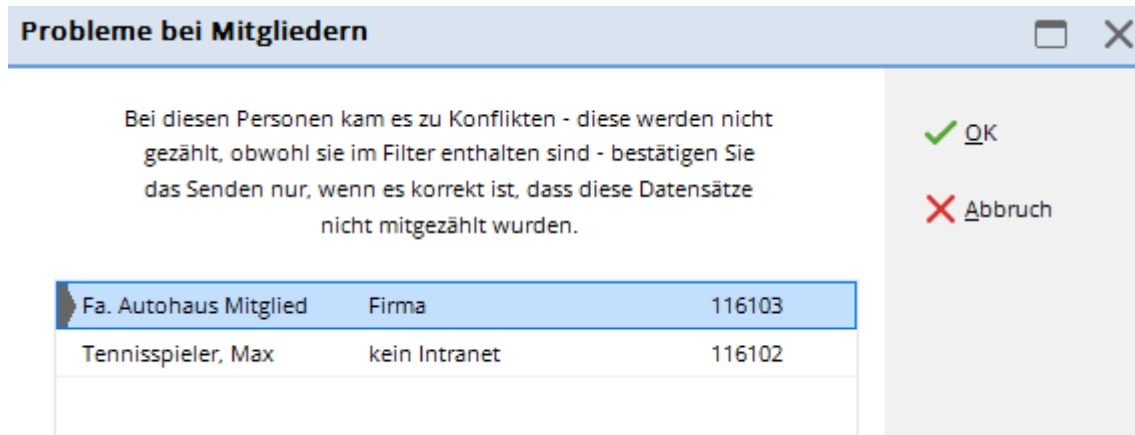 Probleme bei Mitgliedern
Bei diesen Personen kam es zu Konflikten - diese werden nicht
gezählt, obwohl sie im Filter enthalten sind - bestätigen Sie
das Senden nur, wenn es korrekt ist, dass diese Datensätze
nicht mitgezählt wurden.
OK
Abbruch
Fa. Autohaus Mitglied Firma 116103
Tennisspieler, Max kein Intranet 116102